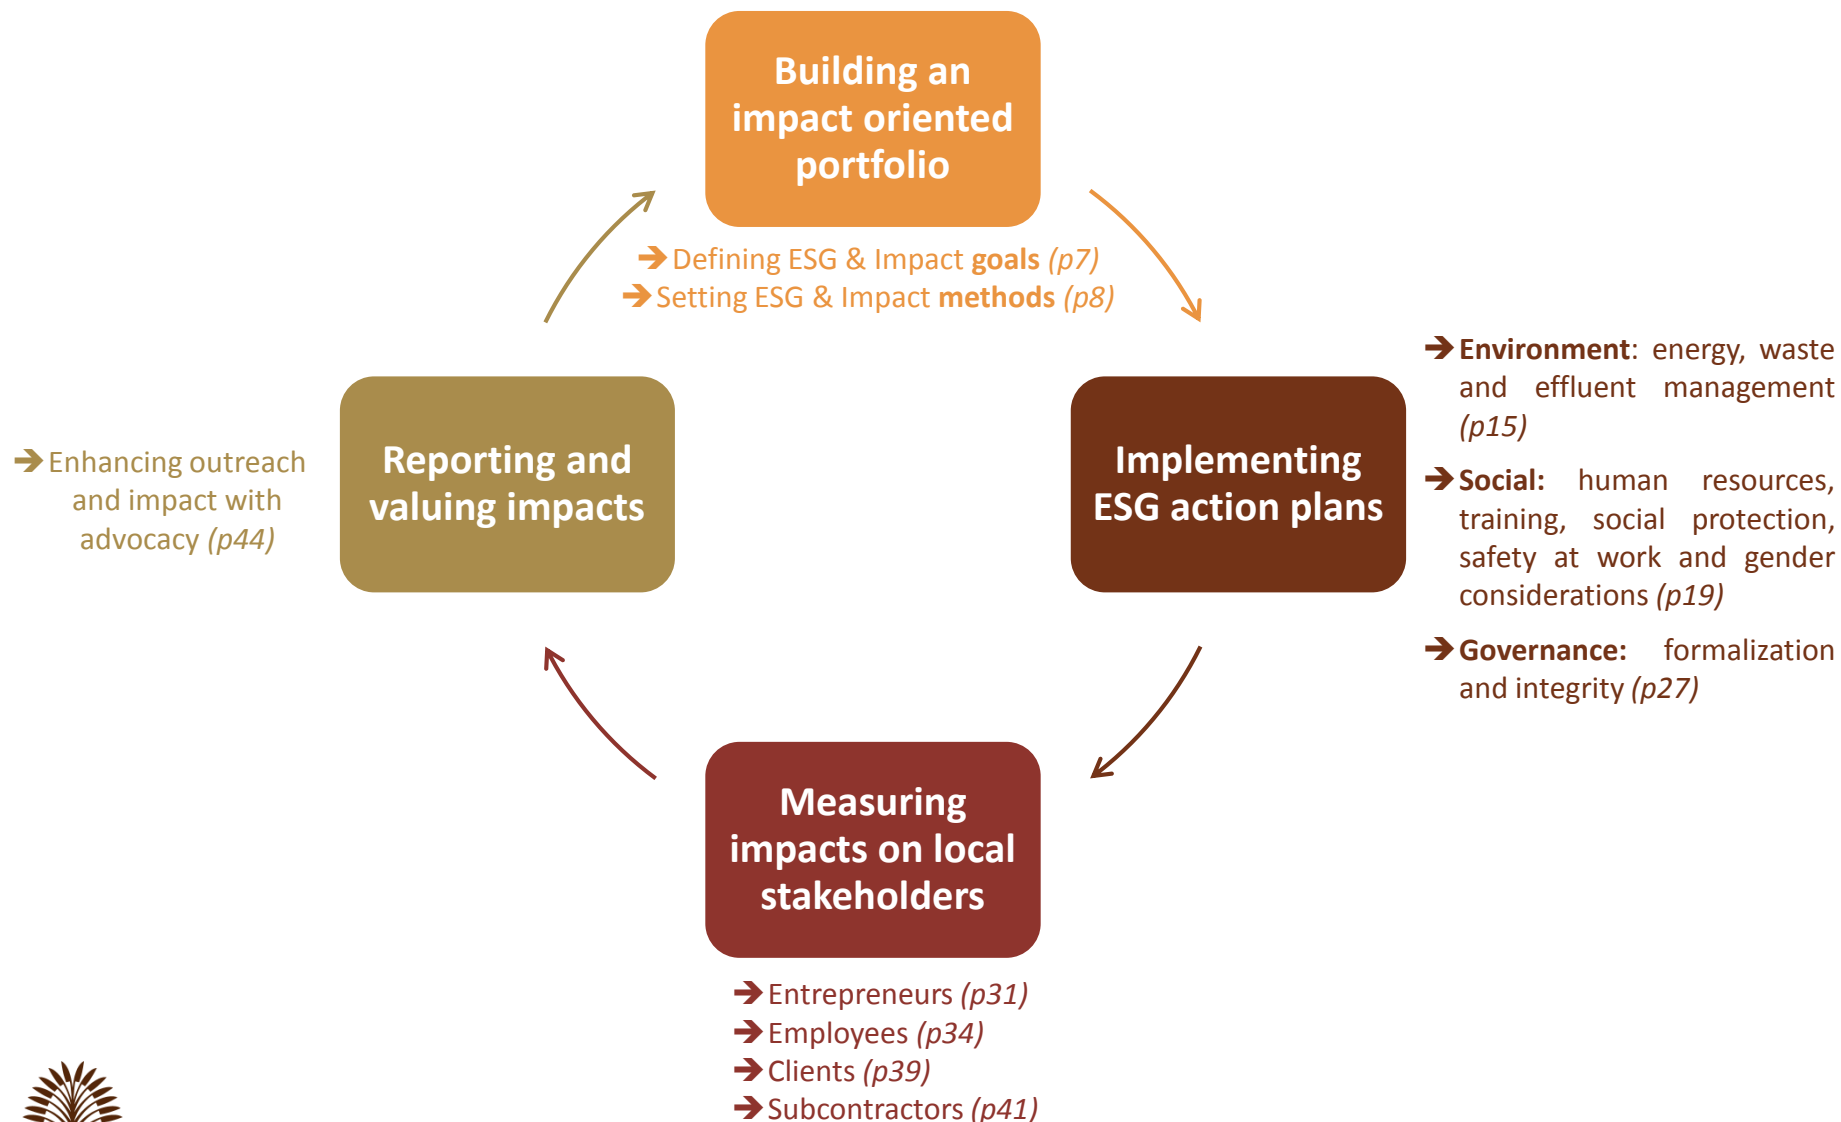 Building an
impact oriented
portfolio
➔ Defining ESG & Impact goals (p7)
➔ Setting ESG & Impact methods (p8)
Implementing
ESG action plans
➔ Environment: energy, waste
and effluent management
(p15)
➔ Social: human resources,
training, social protection,
safety at work and gender
considerations (p19)
➔ Governance: formalization
and integrity (p27)
Measuring
impacts on local
stakeholders
➔ Entrepreneurs (p31)
➔ Employees (p34)
➔ Clients (p39)
➔ Subcontractors (p41)
Reporting and
valuing impacts
➔ Enhancing outreach
and impact with
advocacy (p44)